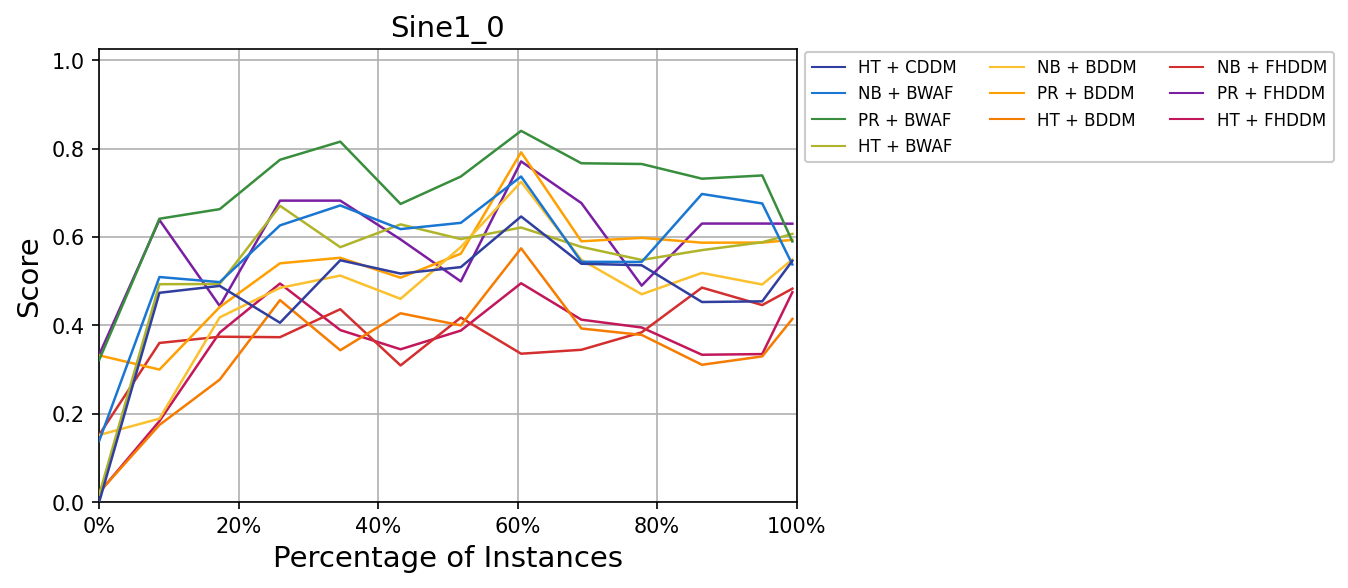 Sine1_0
Score
1.0
0.8
0.6
0.4
0.2
0.0
0% 20% 40% 60% 80% 100%
Percentage of Instances
HT + CDDM NB + BDDM NB + FHDDM
NB + BWAF PR + BDDM PR + FHDDM
PR + BWAF HT + BDDM HT + FHDDM
HT + BWAF